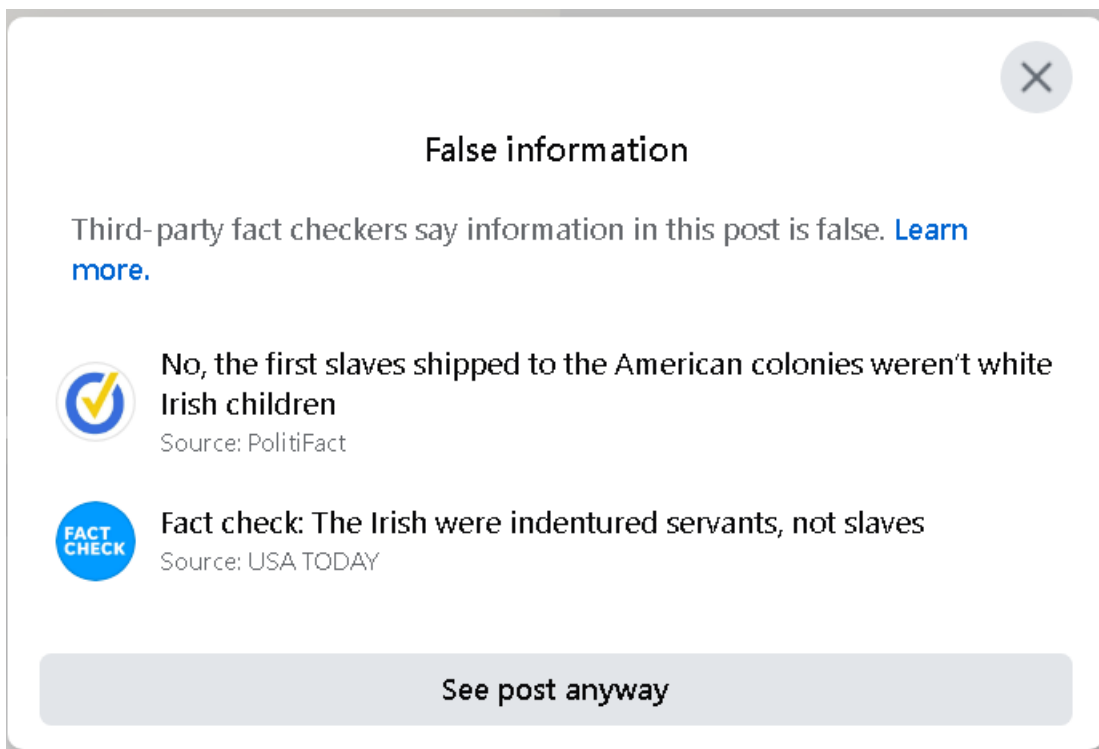 False information
Third-party fact checkers say information in this post is false. Learn
more.
No, the first slaves shipped to the American colonies weren't white
Irish children
Source: PolitiFact
FACT
CHECK
Fact check: The Irish were indentured servants, not slaves
Source: USA TODAY
See post anyway